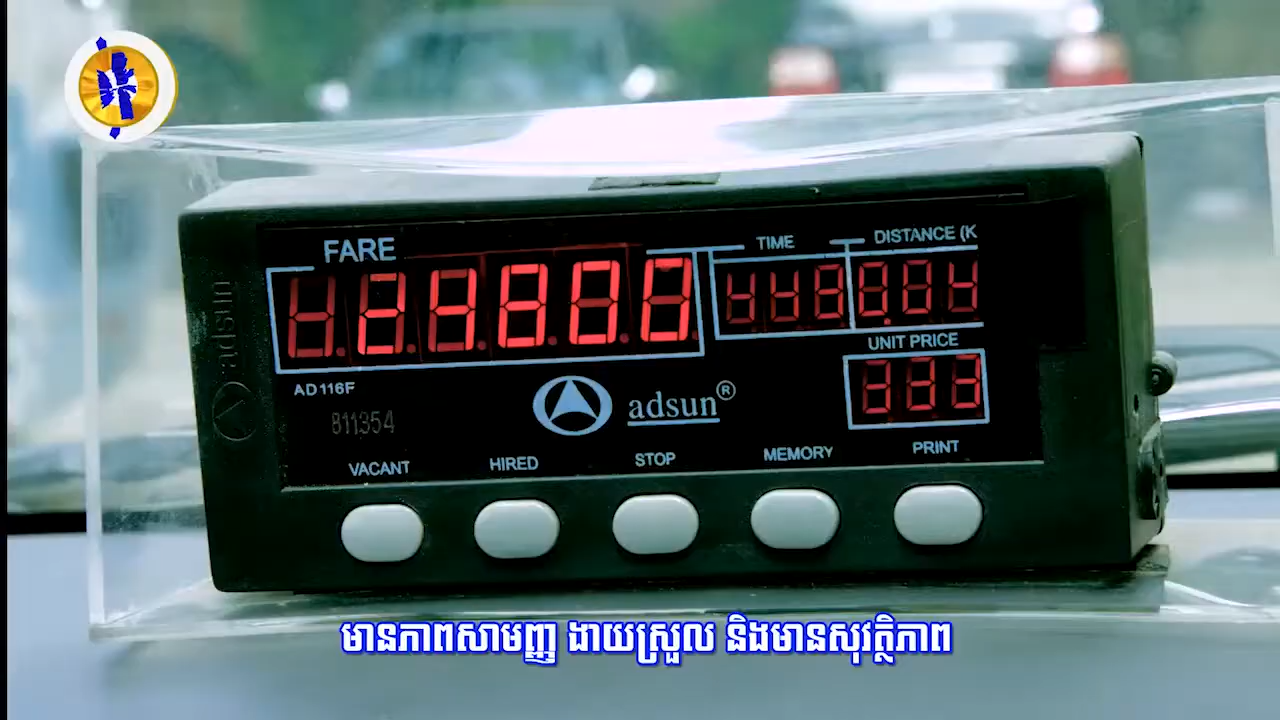 FARE
TIME
DISTANCE (K
UNIT PRICE
adsun
AD116F
811354
adsun®
VACANT
HIRED
STOP
MEMORY
PRINT
មានភាពសាមញ្ញ ងាយស្រួល និងមានសុវត្ថិភាព